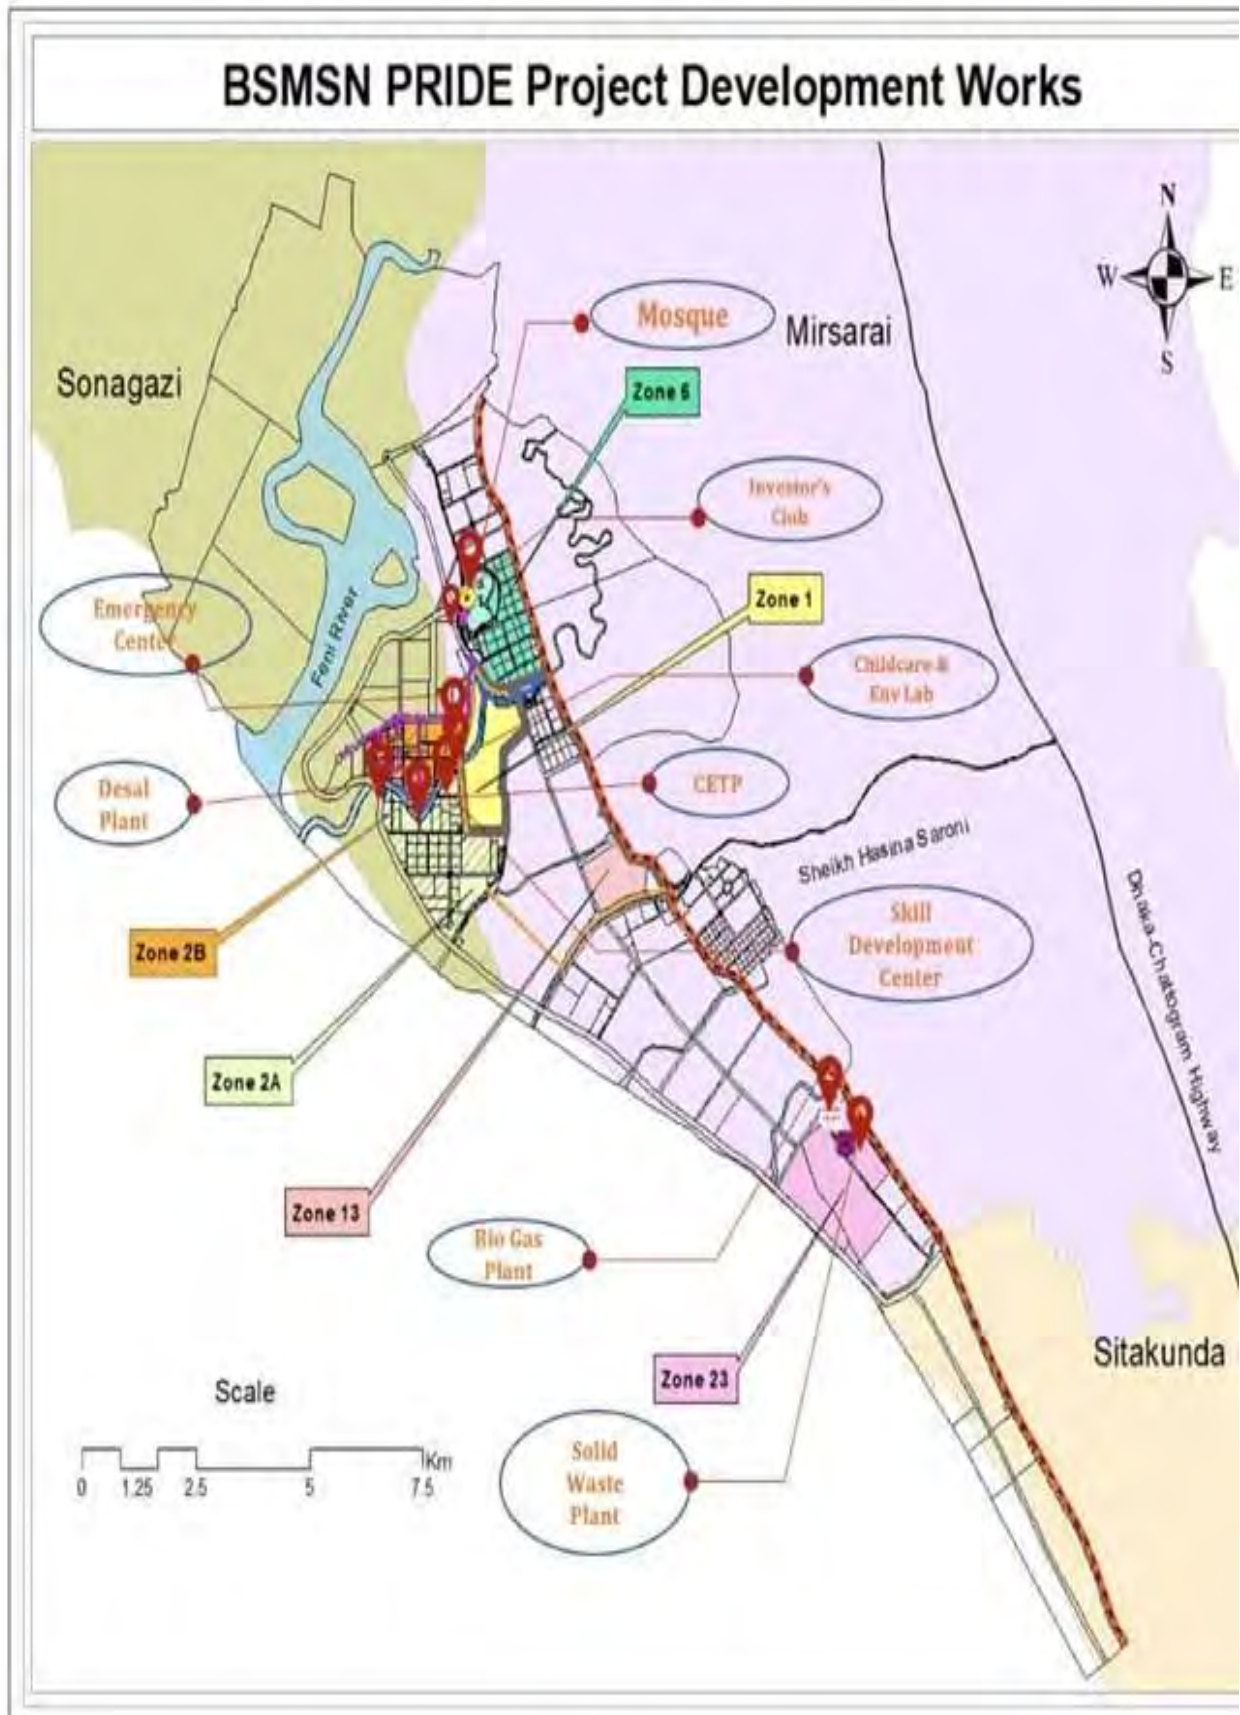 BSMSN PRIDE Project Development Works
N
W
E
S
Mosque
Mirsarai
Sonagazi
Zone 6
Investor's
Club
Zone 1
Emergency
Center
Feni River
Childcare &
Env Lab
Desal
Plant
CETP
Sheikh Hasina Saroni
Dhaka-Chattogram Highway
Skill
Development
Center
Zone 2B
Zone 2A
Zone 13
Bio Gas
Plant
Zone 23
Sitakunda
Scale
Km
0 1.25 2.5 5 7.5
Solid
Waste
Plant